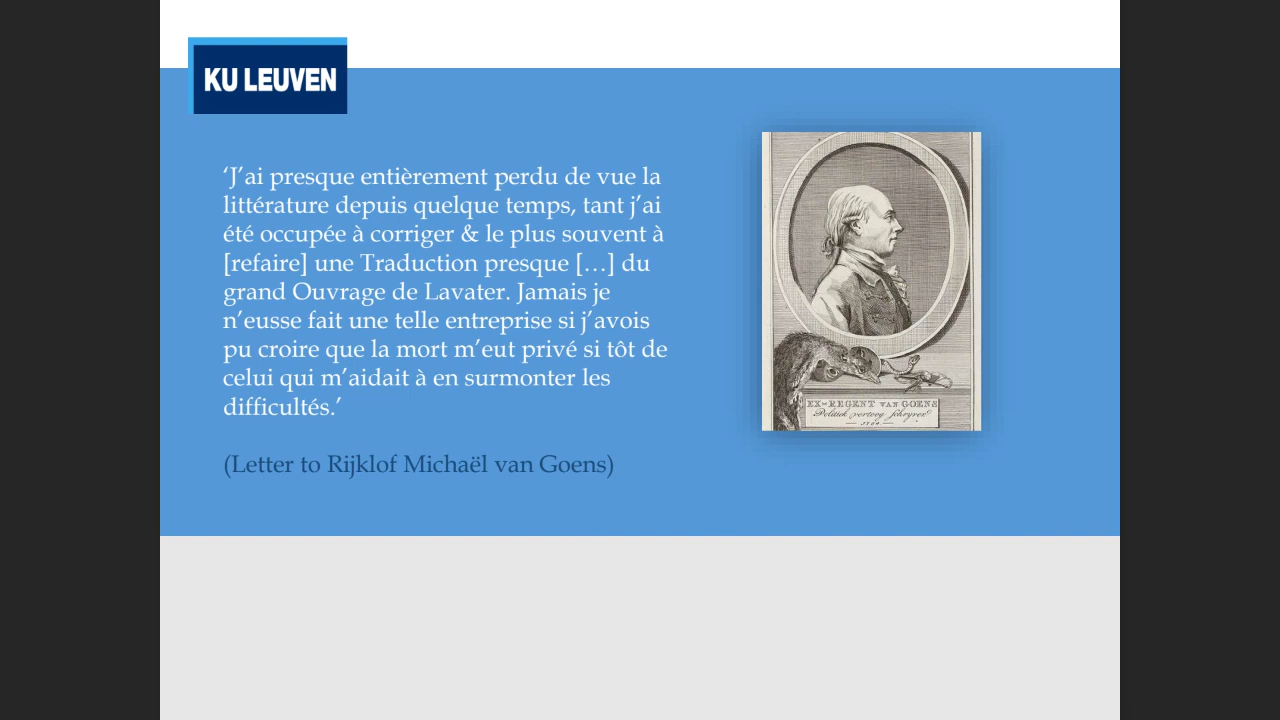 KU LEUVEN
‘J’ai presque entièrement perdu de vue la
littérature depuis quelque temps, tant j’ai
été occupée à corriger & le plus souvent à
[refaire] une Traduction presque […] du
grand Ouvrage de Lavater. Jamais je
n’eusse fait une telle entreprise si j’avois
pu croire que la mort m’eut privé si tôt de
celui qui m’aidait à en surmonter les
difficultés.’
(Letter to Rijklof Michaël van Goens)
EX-REGENT VAN GOENS
Politiek vertoog schryver